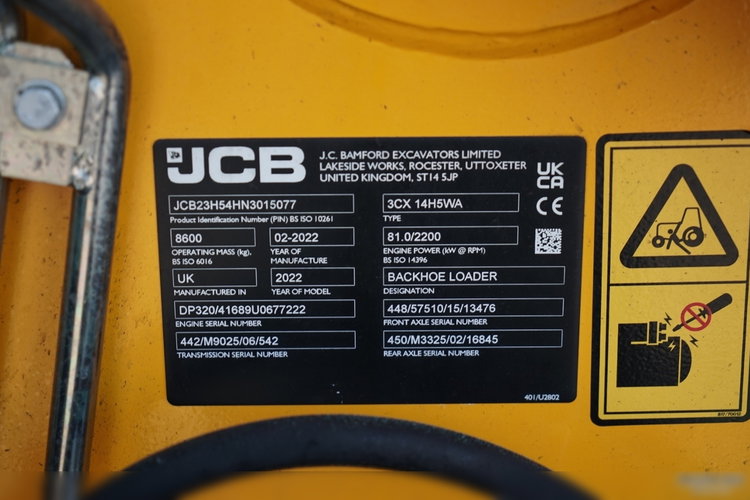 JCB
J.C. BAMFORD EXCAVATORS LIMITED
LAKESIDE WORKS, ROCESTER, UTTOXETER
UNITED KINGDOM, ST14 5JP
UK
CA
CE
JCB23H54HN3015077
Product Identification Number (PIN) BS ISO 10261
3CX 14H5WA
TYPE
8600
OPERATING MASS (kg),
BS ISO 6016
02-2022
YEAR OF
MANUFACTURE
81.0/2200
ENGINE POWER (kW @ RPM)
BS ISO 14396
UK
MANUFACTURED IN
2022
YEAR OF MODEL
BACKHOE LOADER
DESIGNATION
DP320/41689U0677222
ENGINE SERIAL NUMBER
448/57510/15/13476
FRONT AXLE SERIAL NUMBER
442/M9025/06/542
TRANSMISSION SERIAL NUMBER
450/M3325/02/16845
REAR AXLE SERIAL NUMBER
401/U2802
817/70012